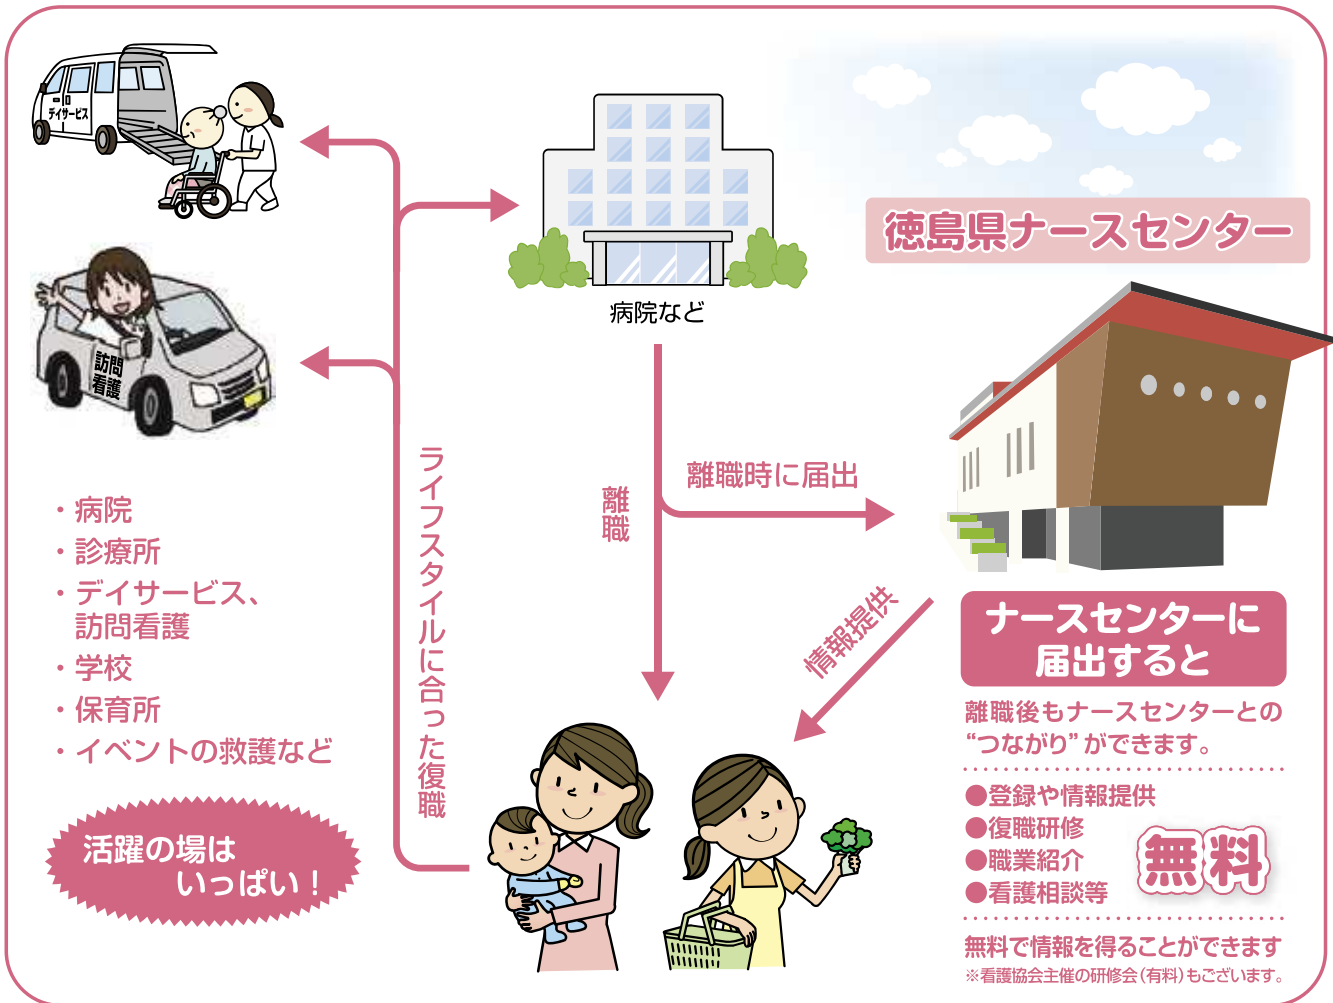 デイサービス
訪問
看護
病院など
徳島県ナースセンター
離職
離職時に届出
情報提供
ライフスタイルに合った復職
・病院
・診療所
・デイサービス、
訪問看護
・学校
・保育所
・イベントの救護など
活躍の場は
いっぱい！
ナースセンターに
届出すると
離職後もナースセンターとの
“つながり”ができます。
●登録や情報提供
●復職研修
●職業紹介
●看護相談等
無料
無料で情報を得ることができます
※看護協会主催の研修会（有料）もございます。